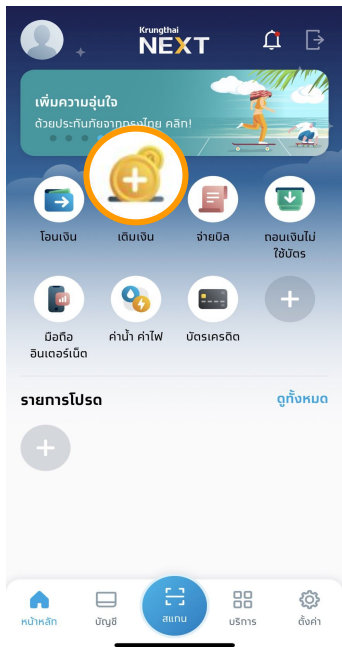 Krungthai
NEXT
เพิ่มความอุ่นใจ
ด้วยประกันภัยจากกรุงไทย คลิก!
โอนเงิน
เติมเงิน
จ่ายบิล
ถอนเงินไม่
ใช้บัตร
มือถือ
อินเตอร์เน็ต
ค่าน้ำ ค่าไฟ
บัตรเครดิต
รายการโปรด
ดูทั้งหมด
หน้าหลัก
บัญชี
สแกน
บริการ
ตั้งค่า